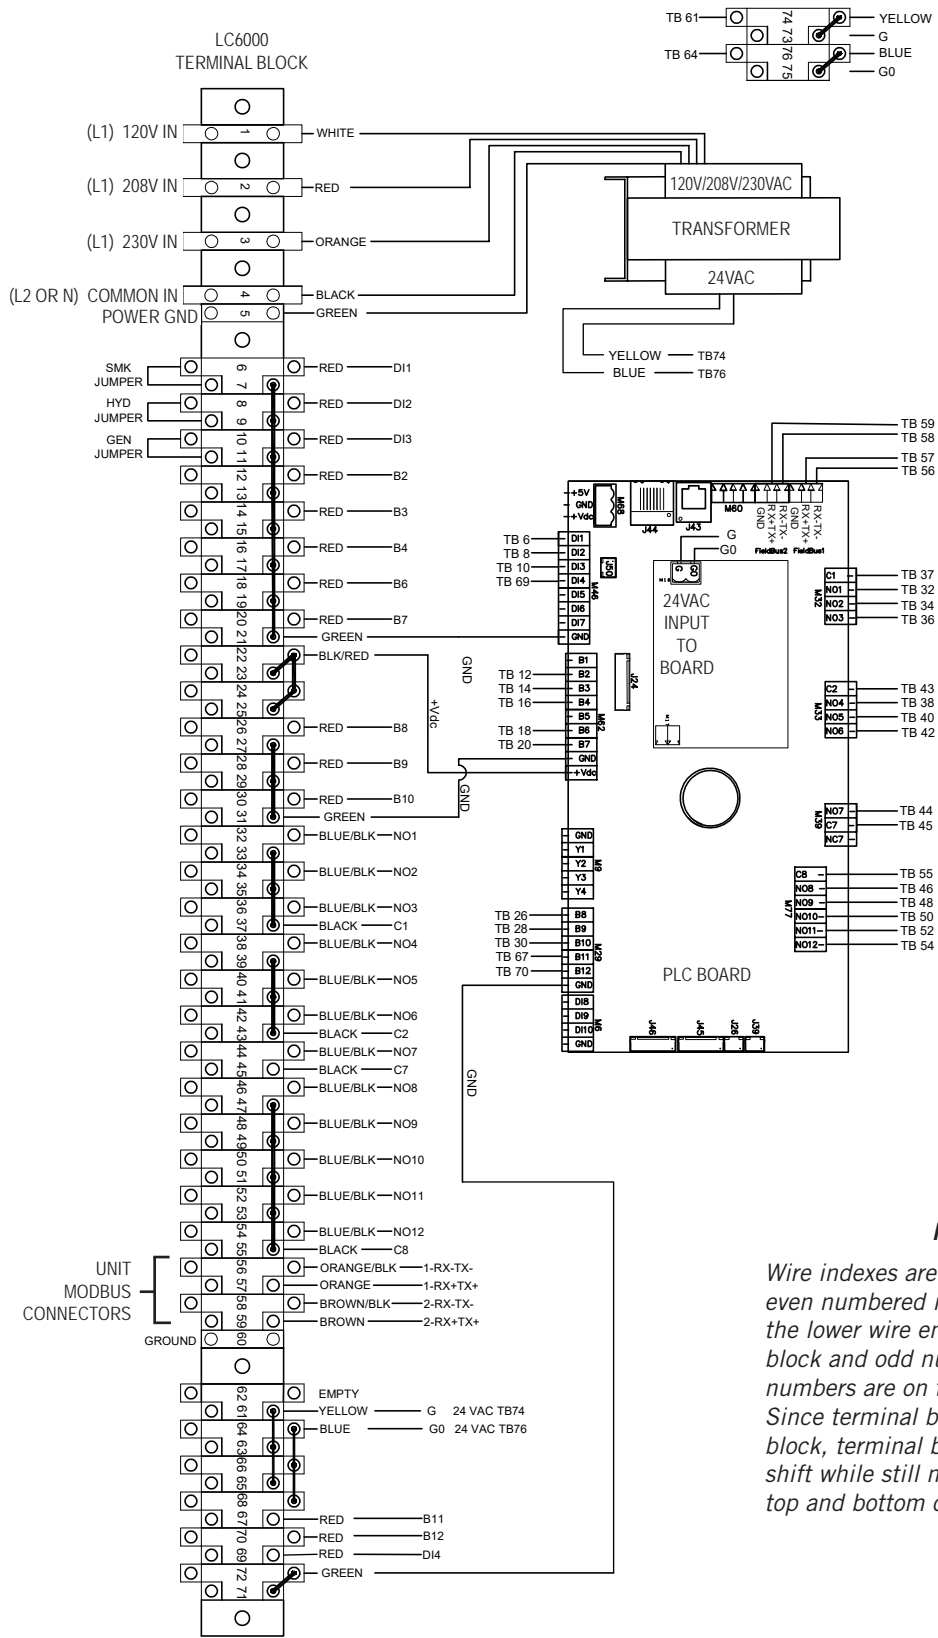 TB 61
74
YELLOW
73
G
TB 64
76
BLUE
75
G0
LC6000
TERMINAL BLOCK
(L1) 120V IN
1
WHITE
(L1) 208V IN
2
RED
(L1) 230V IN
3
ORANGE
(L2 OR N) COMMON IN
4
BLACK
POWER GND
5
GREEN
120V/208V/230VAC
TRANSFORMER
24VAC
YELLOW
TB74
BLUE
TB76
SMK
JUMPER
6
RED
DI1
7
HYD
JUMPER
8
RED
DI2
9
GEN
JUMPER
10
RED
DI3
11
12
RED
B2
13
14
RED
B3
15
16
RED
B4
17
18
RED
B6
19
20
RED
B7
21
GREEN
22
BLK/RED
23
24
25
26
RED
B8
27
28
RED
B9
29
30
RED
B10
31
GREEN
32
BLUE/BLK
NO1
33
34
BLUE/BLK
NO2
35
36
BLUE/BLK
NO3
37
BLACK
C1
38
BLUE/BLK
NO4
39
40
BLUE/BLK
NO5
41
42
BLUE/BLK
NO6
43
BLACK
C2
44
BLUE/BLK
NO7
45
BLACK
C7
46
BLUE/BLK
NO8
47
48
BLUE/BLK
NO9
49
50
BLUE/BLK
NO10
51
52
BLUE/BLK
NO11
53
54
BLUE/BLK
NO12
55
BLACK
C8
UNIT
MODBUS
CONNECTORS
56
ORANGE/BLK
1-RX-TX-
57
ORANGE
1-RX+TX+
58
BROWN/BLK
2-RX-TX-
59
BROWN
2-RX+TX+
GROUND
60
62
EMPTY
61
YELLOW
G 24 VAC TB74
64
BLUE
G0 24 VAC TB76
63
66
65
68
67
RED
B11
70
RED
B12
69
RED
DI4
72
GREEN
71
GND
+Vdc
GND
GND
TB 59
TB 58
TB 57
TB 56
+5V
GND
+Vdc
M68
J44
J43
M60
GND
RX+TX+
RX-TX-
GND
RX+TX+
RX-TX-
FieldBus2
FieldBus1
G
G0
G
G0
M18
24VAC
INPUT
TO
BOARD
TB 6
DI1
TB 8
DI2
TB 10
DI3
TB 69
DI4
DI5
DI6
DI7
GND
M46
J50
B1
TB 12
B2
TB 14
B3
TB 16
B4
B5
TB 18
B6
TB 20
B7
GND
+Vdc
M62
J24
GND
Y1
Y2
Y3
Y4
M9
TB 26
B8
TB 28
B9
TB 30
B10
TB 67
B11
TB 70
B12
GND
M29
DI8
DI9
DI10
GND
M6
C1
TB 37
NO1
TB 32
NO2
TB 34
NO3
TB 36
M32
C2
TB 43
NO4
TB 38
NO5
TB 40
NO6
TB 42
M33
NO7
TB 44
C7
TB 45
NC7
M39
C8
TB 55
NO8
TB 46
NO9
TB 48
NO10
TB 50
NO11
TB 52
NO12
TB 54
M77
PLC BOARD
J46
J45
J26
J39
Wire indexes are
even numbered
the lower wire
block and odd
numbers are on
Since terminal
block, terminal
shift while still
top and bottom